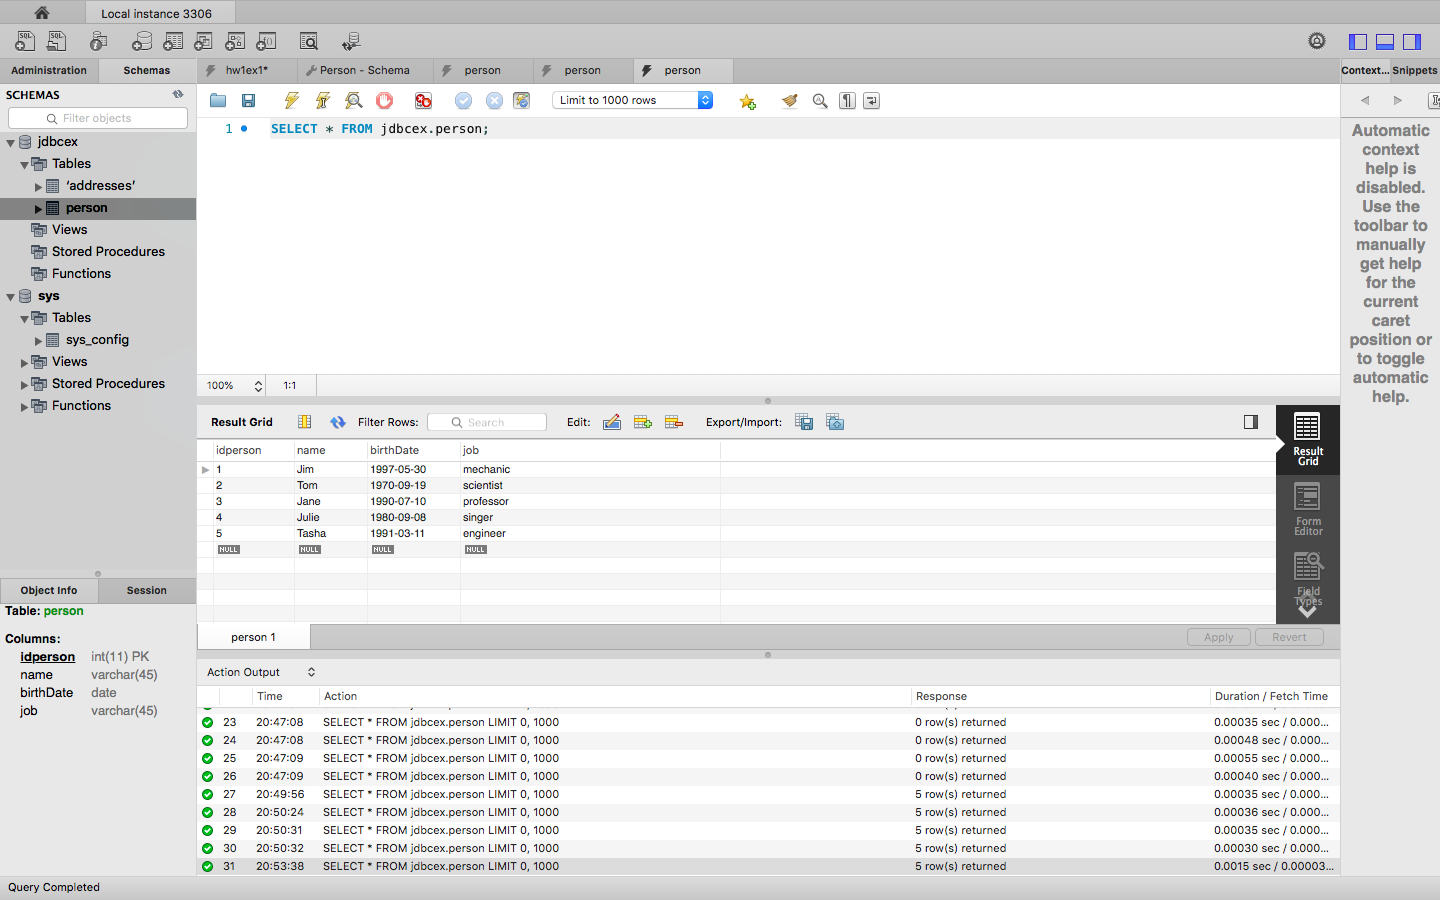 Local instance 3306
Administration Schemas hw1ex1* Person - Schema person person person Context... Snippets
SCHEMAS
Filter objects
Limit to 1000 rows
1 SELECT * FROM jdbcex.person;
jdbcex
Tables
'addresses'
person
Views
Stored Procedures
Functions
sys
Tables
sys_config
Views
Stored Procedures
Functions
Automatic
context
help is
disabled.
Use the
toolbar to
manually
get help
for the
current
caret
position or
to toggle
automatic
help.
100% 1:1
Result Grid Filter Rows: Search Edit: Export/Import:
idperson name birthDate job
1 Jim 1997-05-30 mechanic
2 Tom 1970-09-19 scientist
3 Jane 1990-07-10 professor
4 Julie 1980-09-08 singer
5 Tasha 1991-03-11 engineer
NULL NULL NULL NULL
Result
Grid
Form
Editor
Field
Types
person 1 Apply Revert
Object Info Session
Table: person
Columns:
idperson int(11) PK
name varchar(45)
birthDate date
job varchar(45)
Action Output
Time Action Response Duration / Fetch Time
23 20:47:08 SELECT * FROM jdbcex.person LIMIT 0, 1000 0 row(s) returned 0.00035 sec / 0.000...
24 20:47:08 SELECT * FROM jdbcex.person LIMIT 0, 1000 0 row(s) returned 0.00048 sec / 0.000...
25 20:47:09 SELECT * FROM jdbcex.person LIMIT 0, 1000 0 row(s) returned 0.00055 sec / 0.000...
26 20:47:09 SELECT * FROM jdbcex.person LIMIT 0, 1000 0 row(s) returned 0.00040 sec / 0.000...
27 20:49:56 SELECT * FROM jdbcex.person LIMIT 0, 1000 5 row(s) returned 0.00035 sec / 0.000...
28 20:50:24 SELECT * FROM jdbcex.person LIMIT 0, 1000 5 row(s) returned 0.00036 sec / 0.000...
29 20:50:31 SELECT * FROM jdbcex.person LIMIT 0, 1000 5 row(s) returned 0.00035 sec / 0.000...
30 20:50:32 SELECT * FROM jdbcex.person LIMIT 0, 1000 5 row(s) returned 0.00030 sec / 0.000...
31 20:53:38 SELECT * FROM jdbcex.person LIMIT 0, 1000 5 row(s) returned 0.0015 sec / 0.00003...
Query Completed